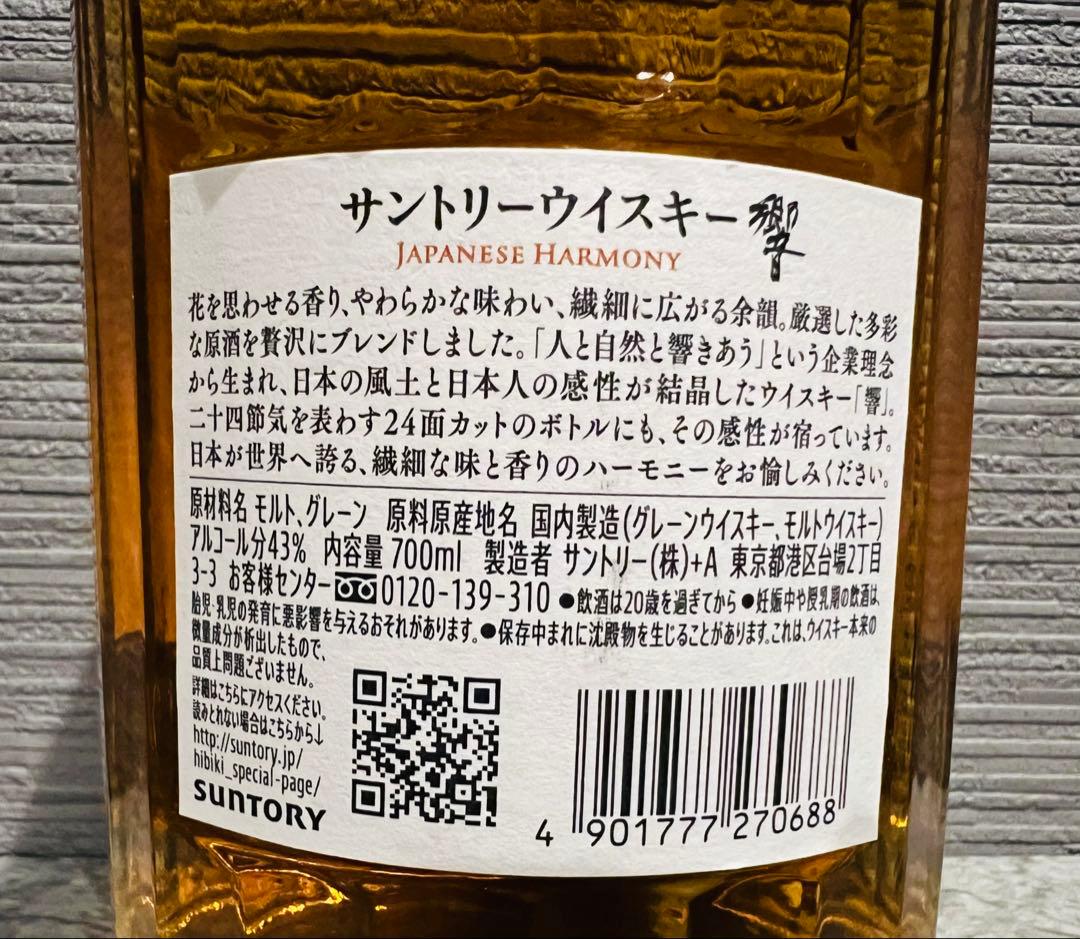 サントリーウイスキー響
JAPANESE HARMONY
花を思わせる香り、やわらかな味わい、繊細に広がる余韻。厳選した多彩
な原酒を贅沢にブレンドしました。「人と自然と響きあう」という企業理念
から生まれ、日本の風土と日本人の感性が結晶したウイスキー「響」。
二十四節気を表わす24面カットのボトルにも、その感性が宿っています。
日本が世界へ誇る、繊細な味と香りのハーモニーをお愉しみください。
原材料名 モルト、グレーン 原料原産地名 国内製造(グレーンウイスキー、モルトウイスキー)
アルコール分43% 内容量 700ml 製造者 サントリー(株)+A 東京都港区台場2丁目
3-3 お客様センター 0120-139-310 ●飲酒は20歳を過ぎてから ●妊娠中や授乳期の飲酒は、
胎児・乳児の発育に悪影響を与えるおそれがあります。●保存中まれに沈殿物を生じることがあります。これは、ウイスキー本来の
微量成分が析出したもので、
品質上問題ございません。
詳細はこちらにアクセスください。
読みとれない場合はこちらから↓
http://suntory.jp/
hibiki_special-page/
SUNTORY
4 901777 270688